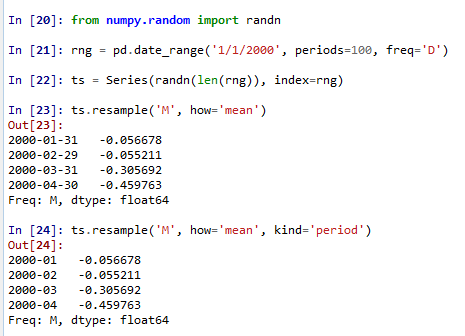 In [20]: from numpy.random import randn
In [21]: rng = pd.date_range('1/1/2000', periods=100, freq='D')
In [22]: ts = Series(randn(len(rng)), index=rng)
In [23]: ts.resample('M', how='mean')
Out[23]:
2000-01-31   -0.056678
2000-02-29   -0.055211
2000-03-31   -0.305692
2000-04-30   -0.459763
Freq: M, dtype: float64
In [24]: ts.resample('M', how='mean', kind='period')
Out[24]:
2000-01   -0.056678
2000-02   -0.055211
2000-03   -0.305692
2000-04   -0.459763
Freq: M, dtype: float64